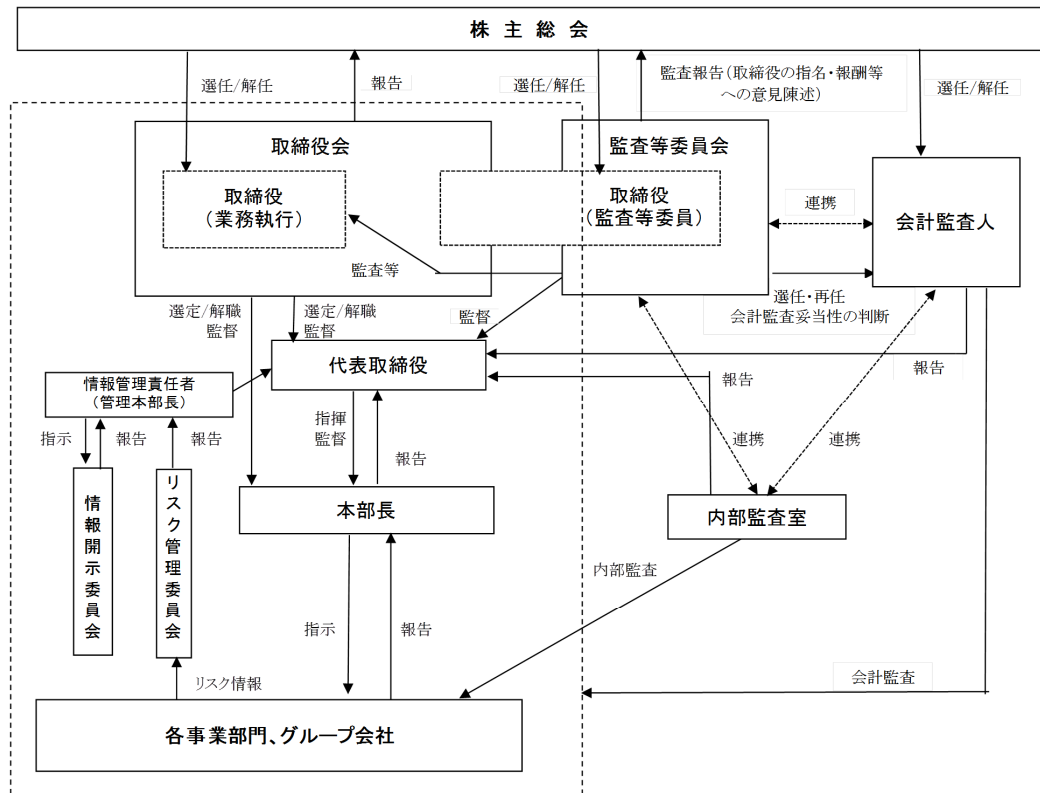 株 主 総 会
選任/解任
報告
選任/解任
監査報告(取締役の指名・報酬等
への意見陳述)
選任/解任
取締役会
監査等委員会
取締役
(業務執行)
取締役
(監査等委員)
連携
会計監査人
監査等
選定/解職
監督
選定/解職
監督
監督
選任・再任
会計監査妥当性の判断
代表取締役
報告
報告
情報管理責任者
(管理本部長)
指示
報告
報告
指揮
監督
報告
連携
連携
情報開示委員会
リスク管理委員会
本部長
内部監査室
内部監査
指示
報告
リスク情報
会計監査
各事業部門、グループ会社